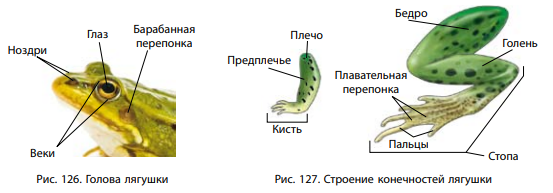 Ноздри
Глаз
Барабанная
перепонка
Веки
Рис. 126. Голова лягушки
Плечо
Предплечье
Кисть
Бедро
Голень
Плавательная
перепонка
Пальцы
Стопа
Рис. 127. Строение конечностей лягушки